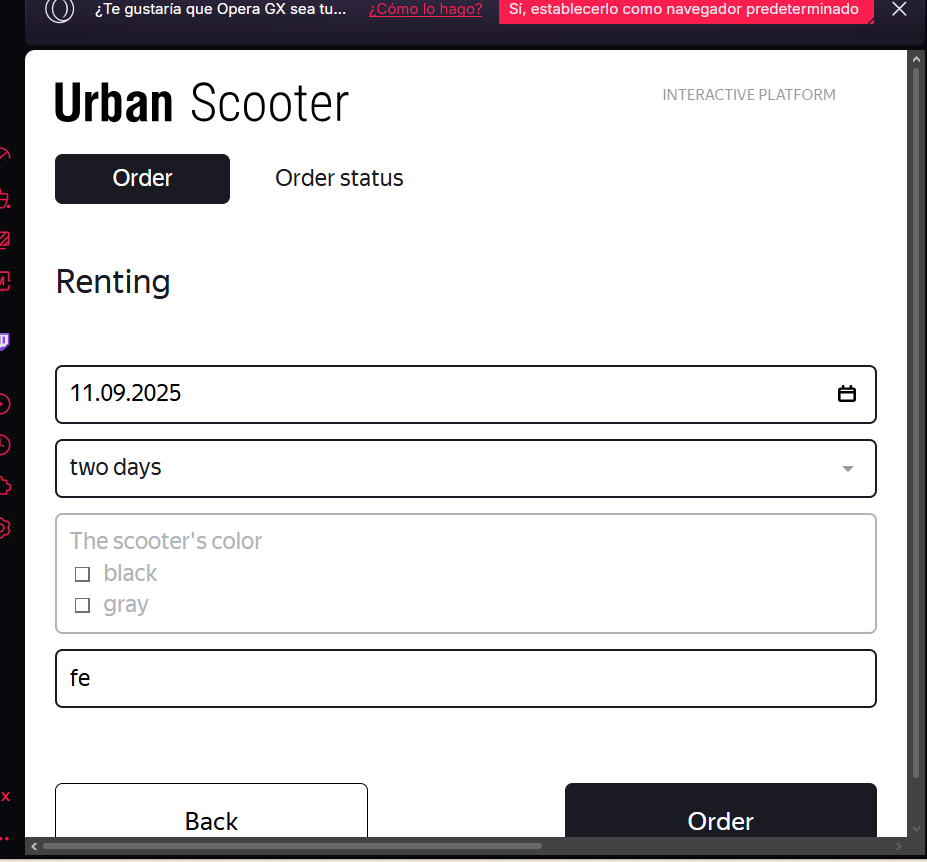 ¿Te gustaría que Opera GX sea tu... ¿Cómo lo hago? Sí, establecerlo como navegador predeterminado
Urban Scooter
INTERACTIVE PLATFORM
Order Order status
Renting
11.09.2025
two days
The scooter's color
black
gray
fe
Back Order